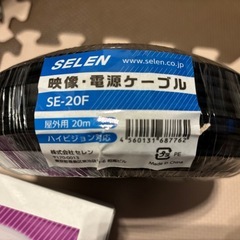 SELEN
www.selen.co.jp
映像・電源ケーブル
SE-20F
屋外用 20m
ハイビジョン対応
株式会社セレン
4 560131 687762
PE
Made in China